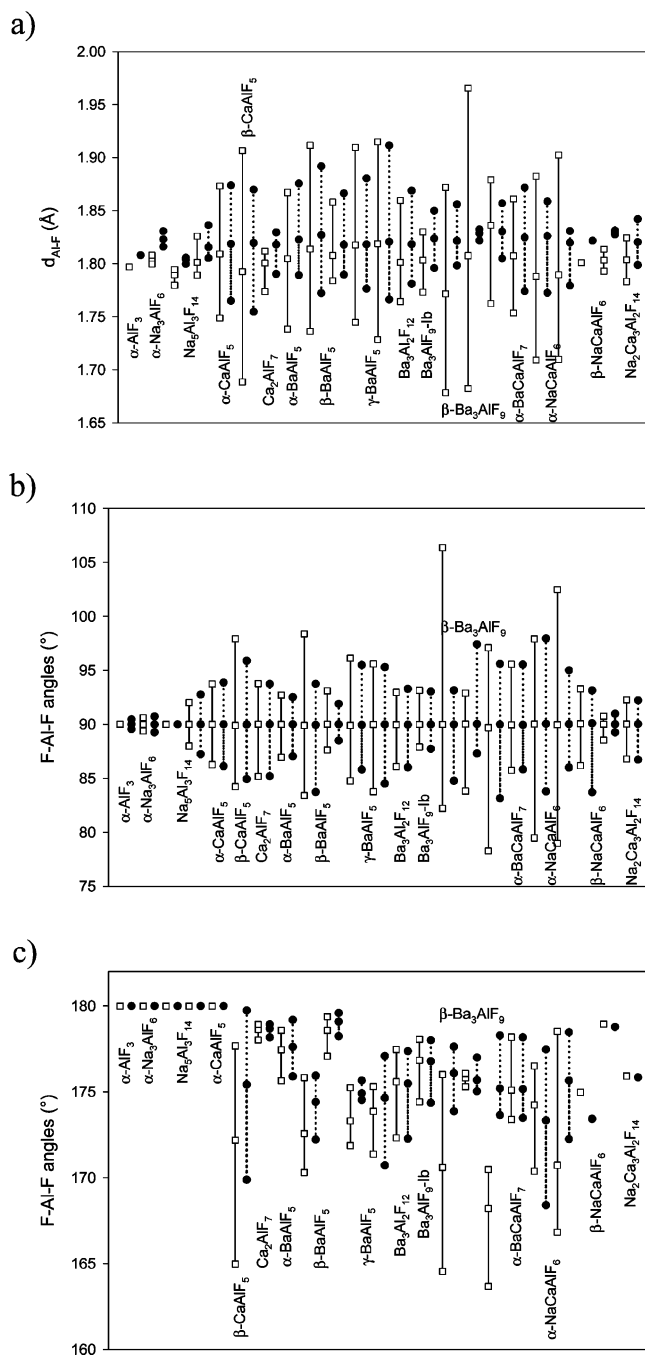 a)
2.00
1.95
1.90
1.85
1.80
1.75
1.70
1.65
d_Al-F (Å)
α-AlF₃
α-Na₃AlF₆
Na₅Al₃F₁₄
α-CaAlF₅
β-CaAlF₅
Ca₂AlF₇
α-BaAlF₅
β-BaAlF₅
γ-BaAlF₅
Ba₃Al₂F₁₂
Ba₃AlF₉-Ib
β-Ba₃AlF₉
α-BaCaAlF₇
α-NaCaAlF₆
β-NaCaAlF₆
Na₂Ca₃Al₂F₁₄
b)
110
105
100
95
90
85
80
75
F-Al-F angles (°)
α-AlF₃
α-Na₃AlF₆
Na₅Al₃F₁₄
α-CaAlF₅
β-CaAlF₅
Ca₂AlF₇
α-BaAlF₅
β-BaAlF₅
γ-BaAlF₅
Ba₃Al₂F₁₂
Ba₃AlF₉-Ib
β-Ba₃AlF₉
α-BaCaAlF₇
α-NaCaAlF₆
β-NaCaAlF₆
Na₂Ca₃Al₂F₁₄
c)
180
175
170
165
160
F-Al-F angles (°)
α-AlF₃
α-Na₃AlF₆
Na₅Al₃F₁₄
α-CaAlF₅
β-CaAlF₅
Ca₂AlF₇
α-BaAlF₅
β-BaAlF₅
γ-BaAlF₅
Ba₃Al₂F₁₂
Ba₃AlF₉-Ib
β-Ba₃AlF₉
α-BaCaAlF₇
α-NaCaAlF₆
β-NaCaAlF₆
Na₂Ca₃Al₂F₁₄